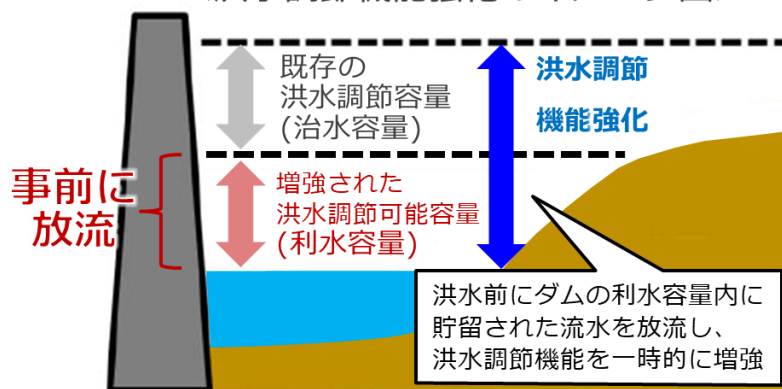 既存の
洪水調節容量
(治水容量)
洪水調節
機能強化
事前に
放流
増強された
洪水調節可能容量
(利水容量)
洪水前にダムの利水容量内に
貯留された流水を放流し、
洪水調節機能を一時的に増強